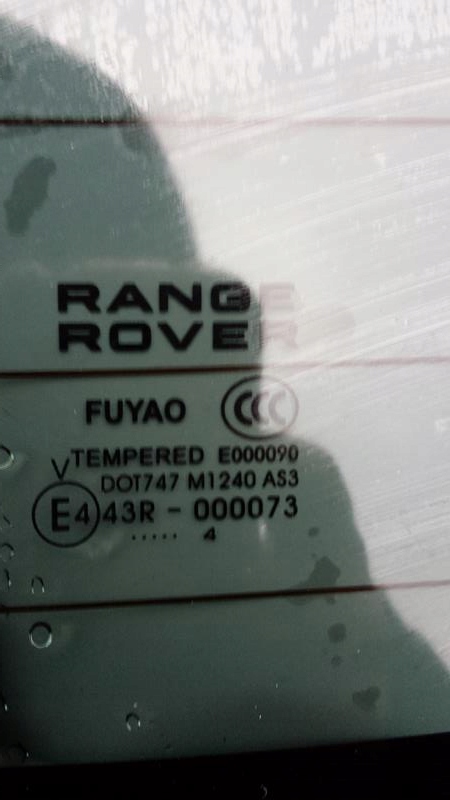 RANGE
ROVER
FUYAO CCC
V TEMPERED E000090
DOT747 M1240 AS3
E4 43R - 000073
..... 4